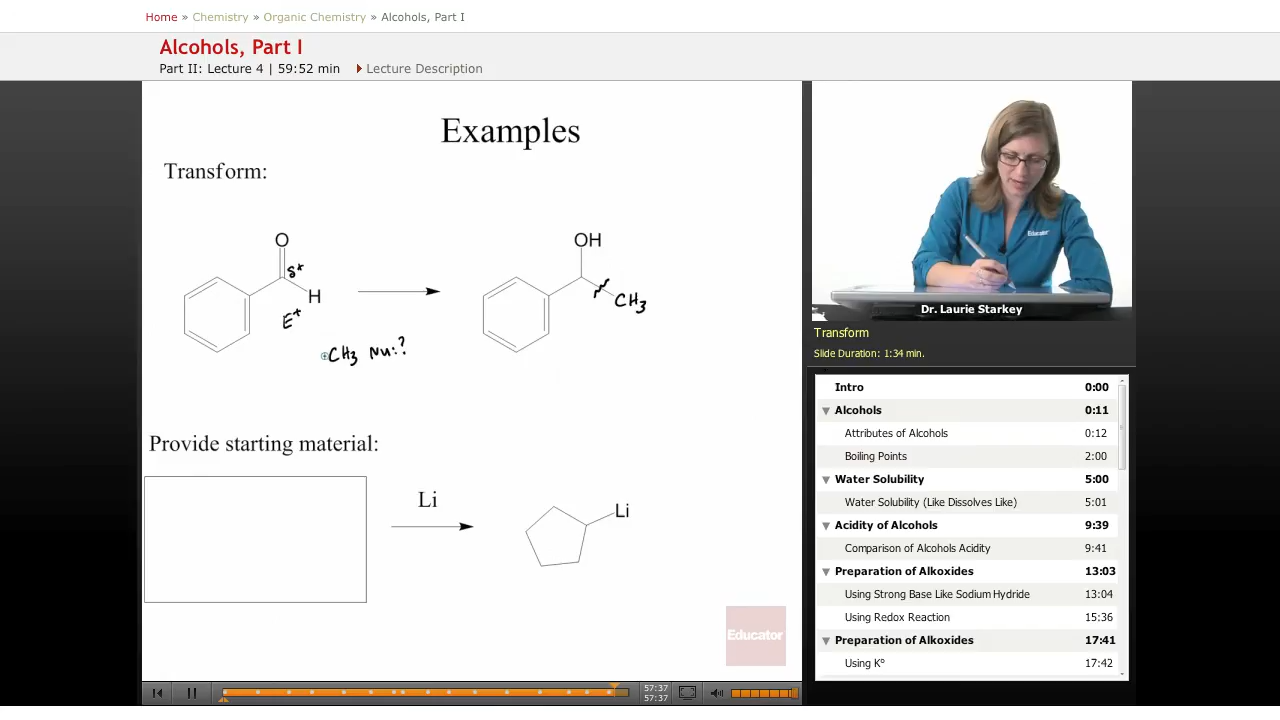 Home » Chemistry » Organic Chemistry » Alcohols, Part I
Alcohols, Part I
Part II: Lecture 4 | 59:52 min Lecture Description
Examples
Transform:
O
δ+
H
E+
CH3 Nu:?
OH
CH3
Provide starting material:
Li
Li
Educator
Educator
Dr. Laurie Starkey
Transform
Slide Duration: 1:34 min.
Intro 0:00
Alcohols 0:11
Attributes of Alcohols 0:12
Boiling Points 2:00
Water Solubility 5:00
Water Solubility (Like Dissolves Like) 5:01
Acidity of Alcohols 9:39
Comparison of Alcohols Acidity 9:41
Preparation of Alkoxides 13:03
Using Strong Base Like Sodium Hydride 13:04
Using Redox Reaction 15:36
Preparation of Alkoxides 17:41
Using K° 17:42
57:37
57:37